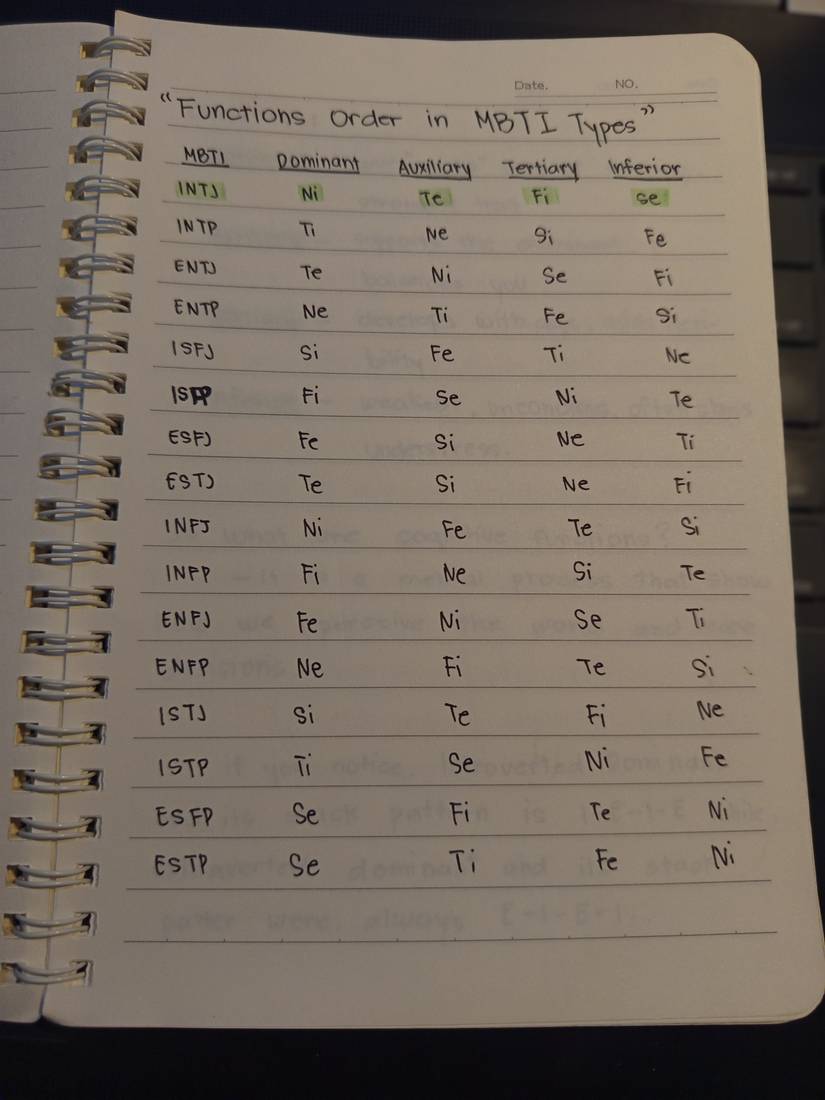 Date. NO.
"Functions Order in MBTI Types"
MBTI Dominant Auxiliary Tertiary Inferior
INTJ Ni Te Fi Se
INTP Ti Ne Si Fe
ENTJ Te Ni Se Fi
ENTP Ne Ti Fe Si
ISFJ Si Fe Ti Ne
ISFP Fi Se Ni Te
ESFJ Fe Si Ne Ti
ESTJ Te Si Ne Fi
INFJ Ni Fe Te Si
INFP Fi Ne Si Te
ENFJ Fe Ni Se Ti
ENFP Ne Fi Te Si
ISTJ Si Te Fi Ne
ISTP Ti Se Ni Fe
ESFP Se Fi Te Ni
ESTP Se Ti Fe Ni